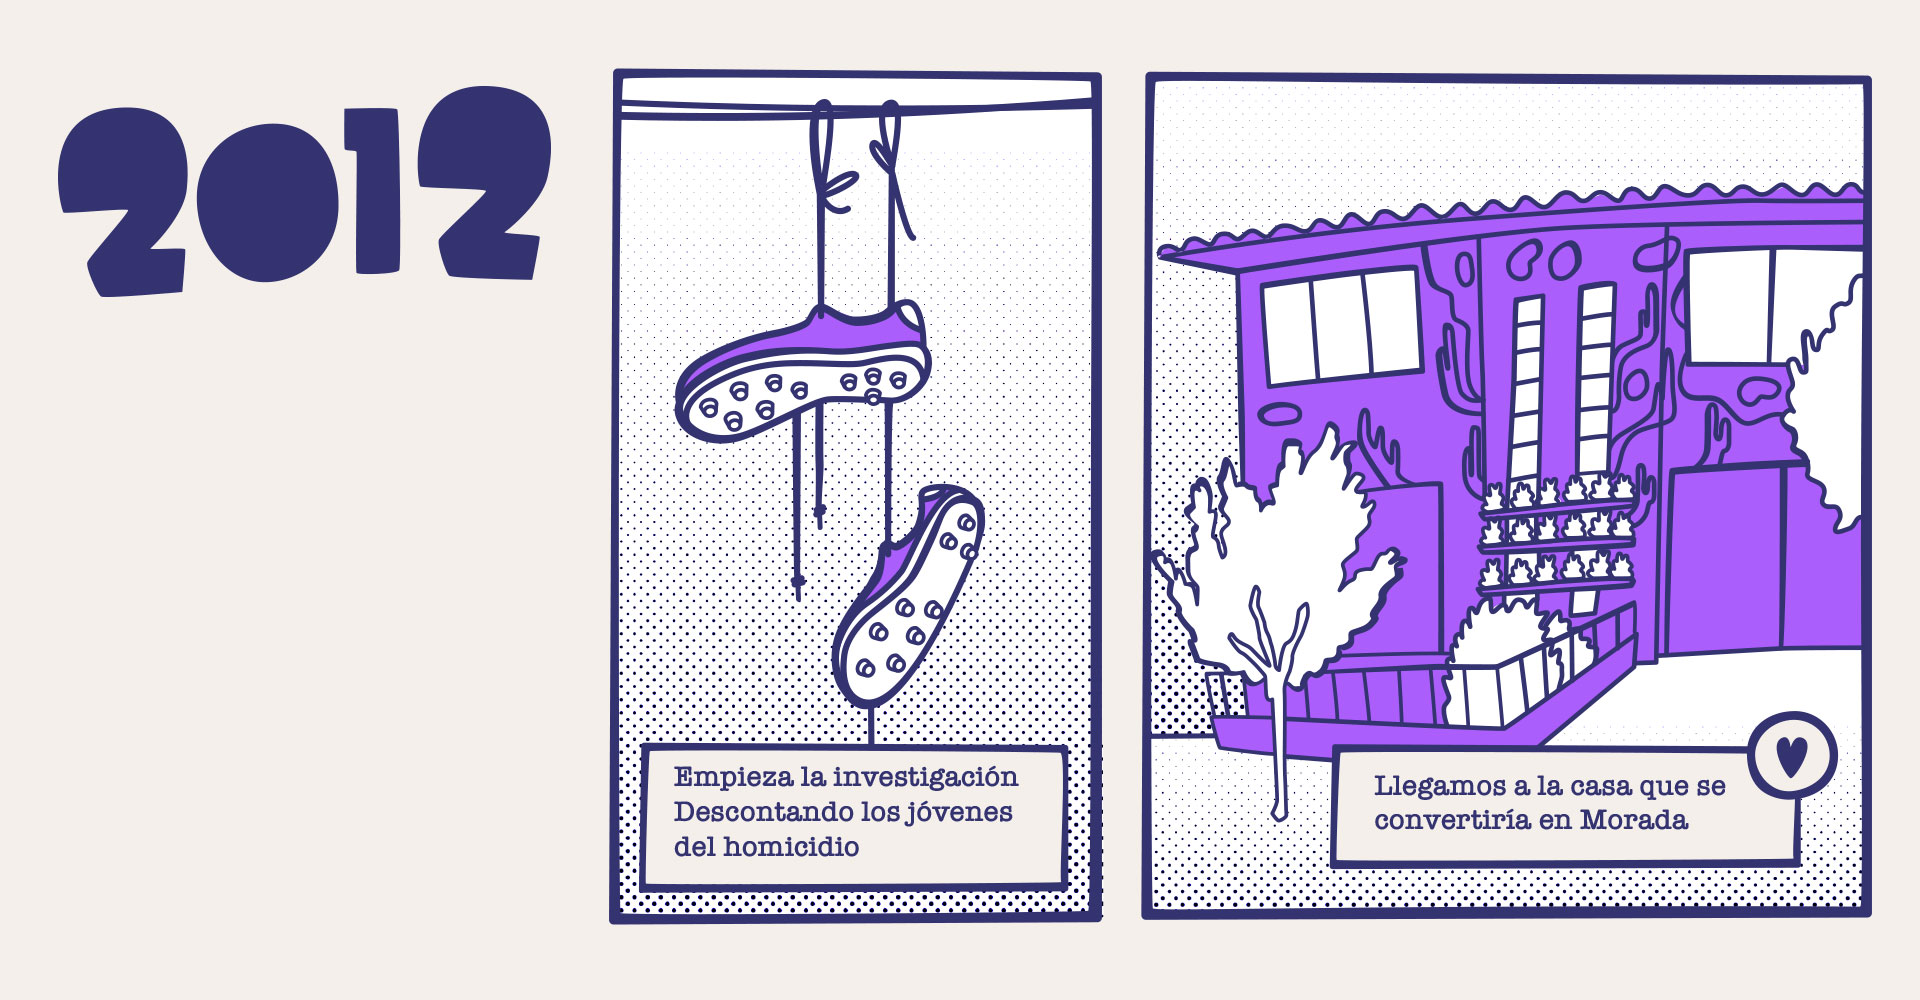 2012
Empieza la investigación
Descontando los jóvenes
del homicidio
Llegamos a la casa que se
convertiría en Morada